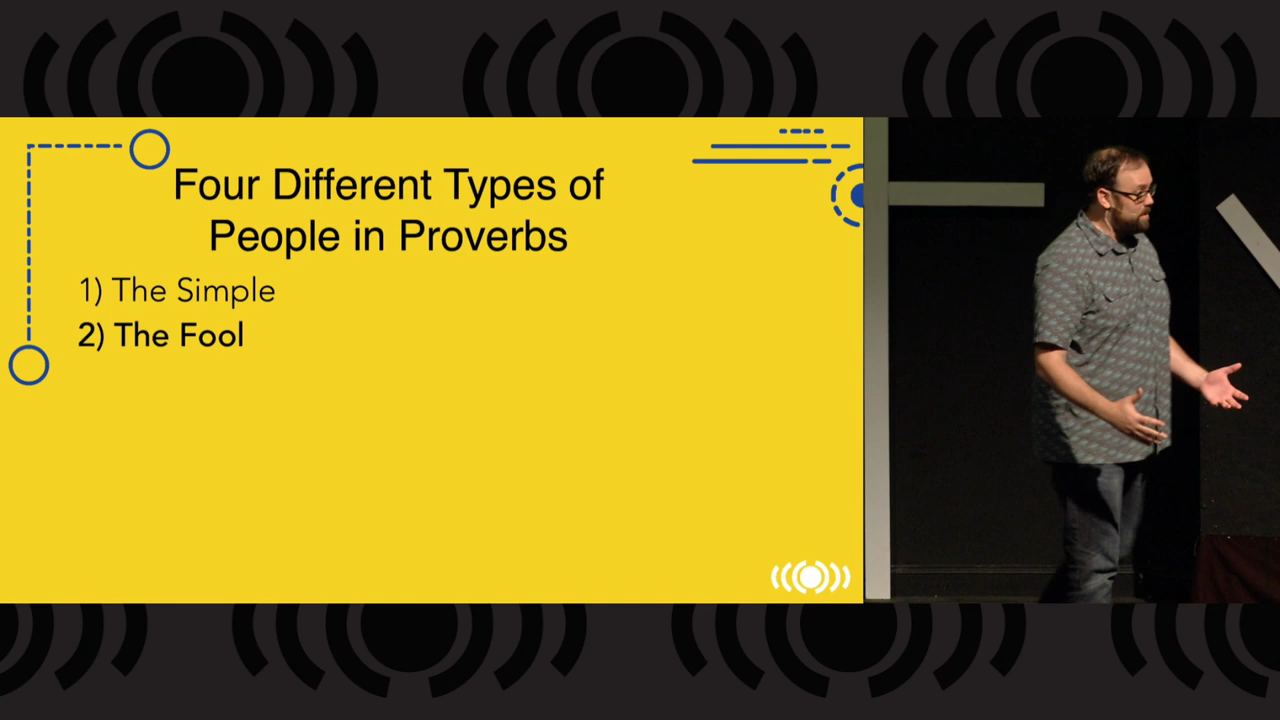 Four Different Types of
People in Proverbs
1) The Simple
2) The Fool